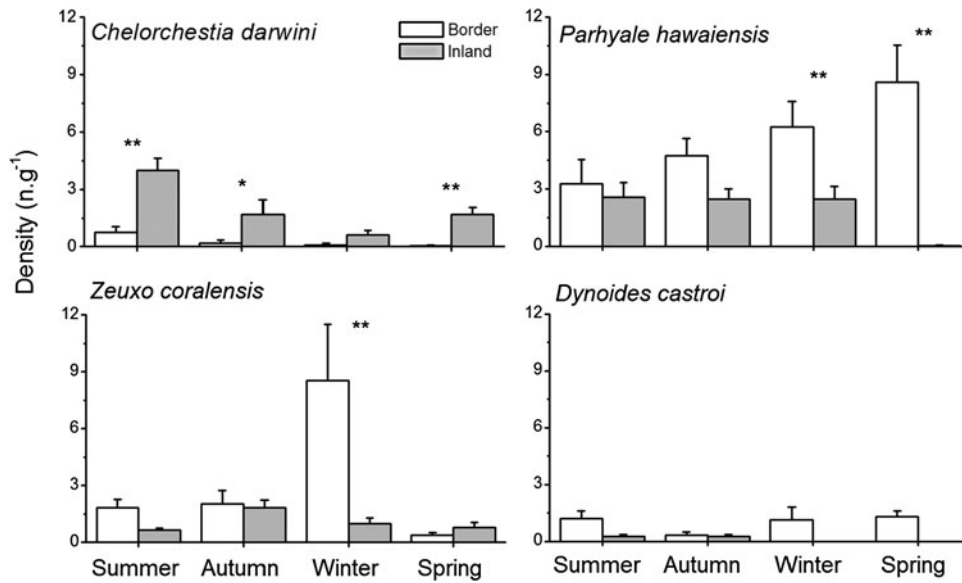 Density (n.g⁻¹)
Chelorchestia darwini
Border
Inland
12
9
6
3
0
**
*
**
Parhyale hawaiensis
12
9
6
3
0
**
**
Zeuxo coralensis
12
9
6
3
0
**
Summer Autumn Winter Spring
Dynoides castroi
12
9
6
3
0
Summer Autumn Winter Spring